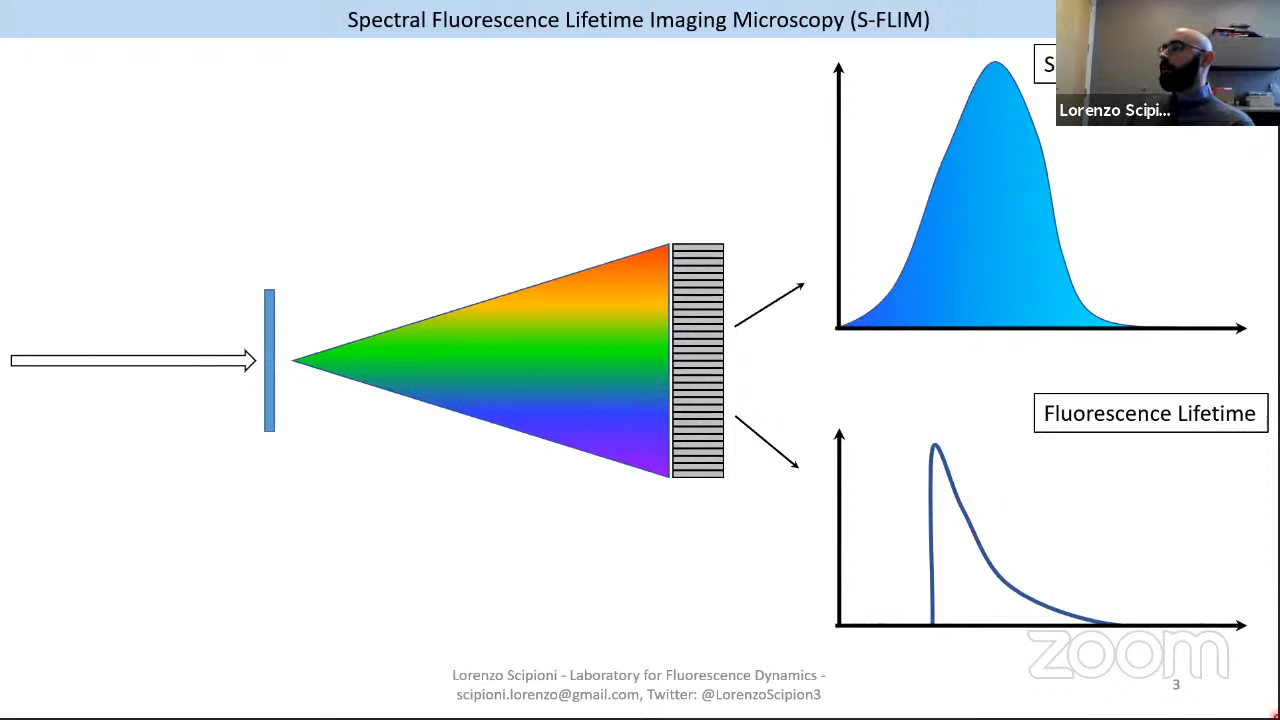 Spectral Fluorescence Lifetime Imaging Microscopy (S-FLIM)
Lorenzo Scipi...
Fluorescence Lifetime
Lorenzo Scipioni - Laboratory for Fluorescence Dynamics -
scipioni.lorenzo@gmail.com, Twitter: @LorenzoScipion3
zoom
3